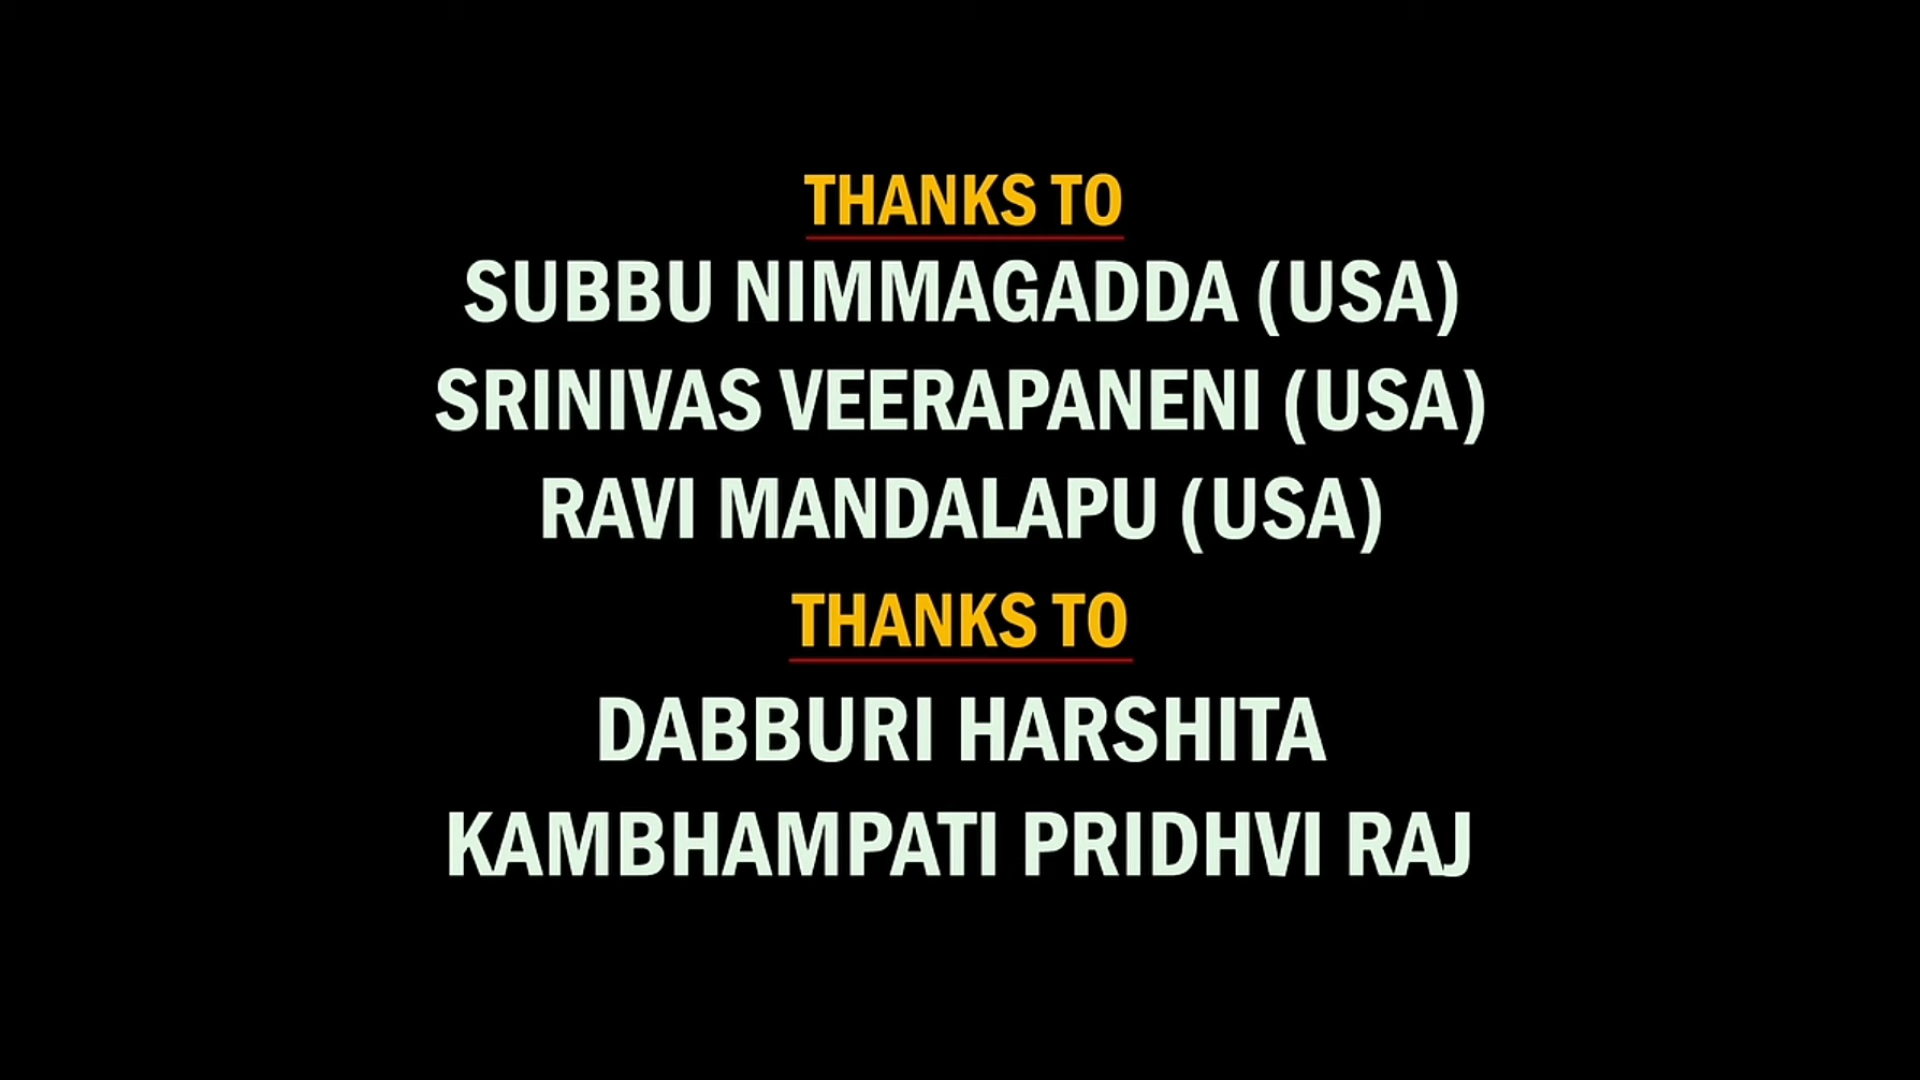 THANKS TO
SUBBU NIMMAGADDA (USA)
SRINIVAS VEERAPANENI (USA)
RAVI MANDALAPU (USA)
THANKS TO
DABBURI HARSHITA
KAMBHAMPATI PRIDHVI RAJ